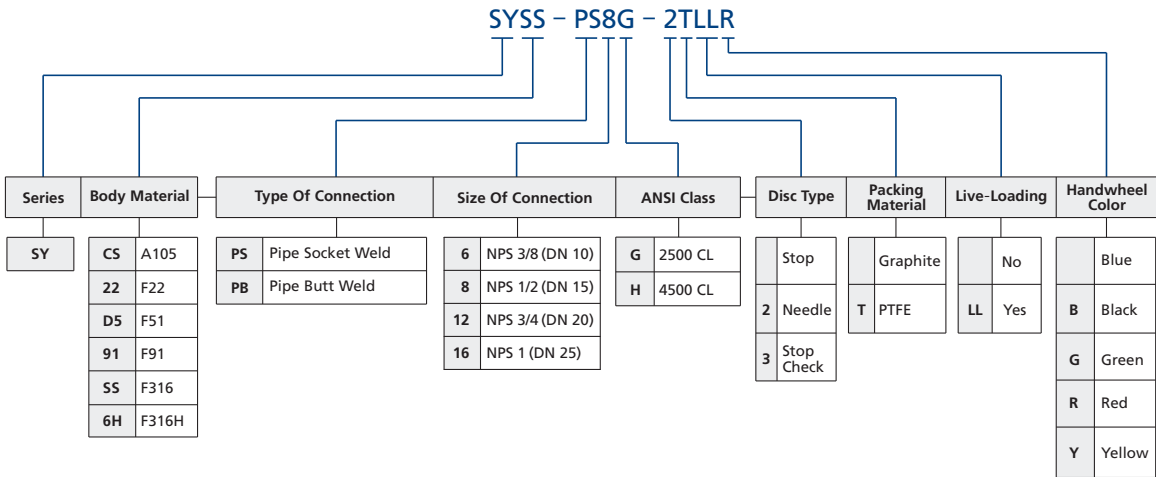 SYSS – PS8G – 2TLLR
Series
Body Material
Type Of Connection
Size Of Connection
ANSI Class
Disc Type
Packing
Material
Live-Loading
Handwheel
Color
SY
CS A105
22 F22
D5 F51
91 F91
SS F316
6H F316H
PS Pipe Socket Weld
PB Pipe Butt Weld
6 NPS 3/8 (DN 10)
8 NPS 1/2 (DN 15)
12 NPS 3/4 (DN 20)
16 NPS 1 (DN 25)
G 2500 CL
H 4500 CL
Stop
2 Needle
3 Stop
Check
Graphite
T PTFE
No
LL Yes
Blue
B Black
G Green
R Red
Y Yellow